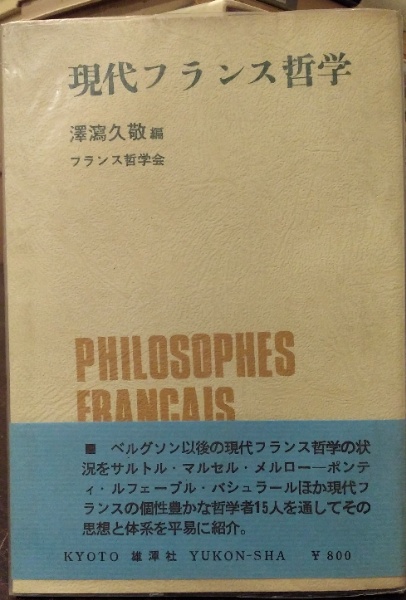 現代フランス哲学
澤瀉久敬 編
フランス哲学会
PHILOSOPHES
FRANÇAIS
■ ベルグソン以後の現代フランス哲学の状
況をサルトル・マルセル・メルロー―ポンテ
ィ・ルフェーブル・バシュラールほか現代フ
ランスの個性豊かな哲学者15人を通してその
思想と体系を平易に紹介。
KYOTO 雄渾社 YUKON-SHA ¥800